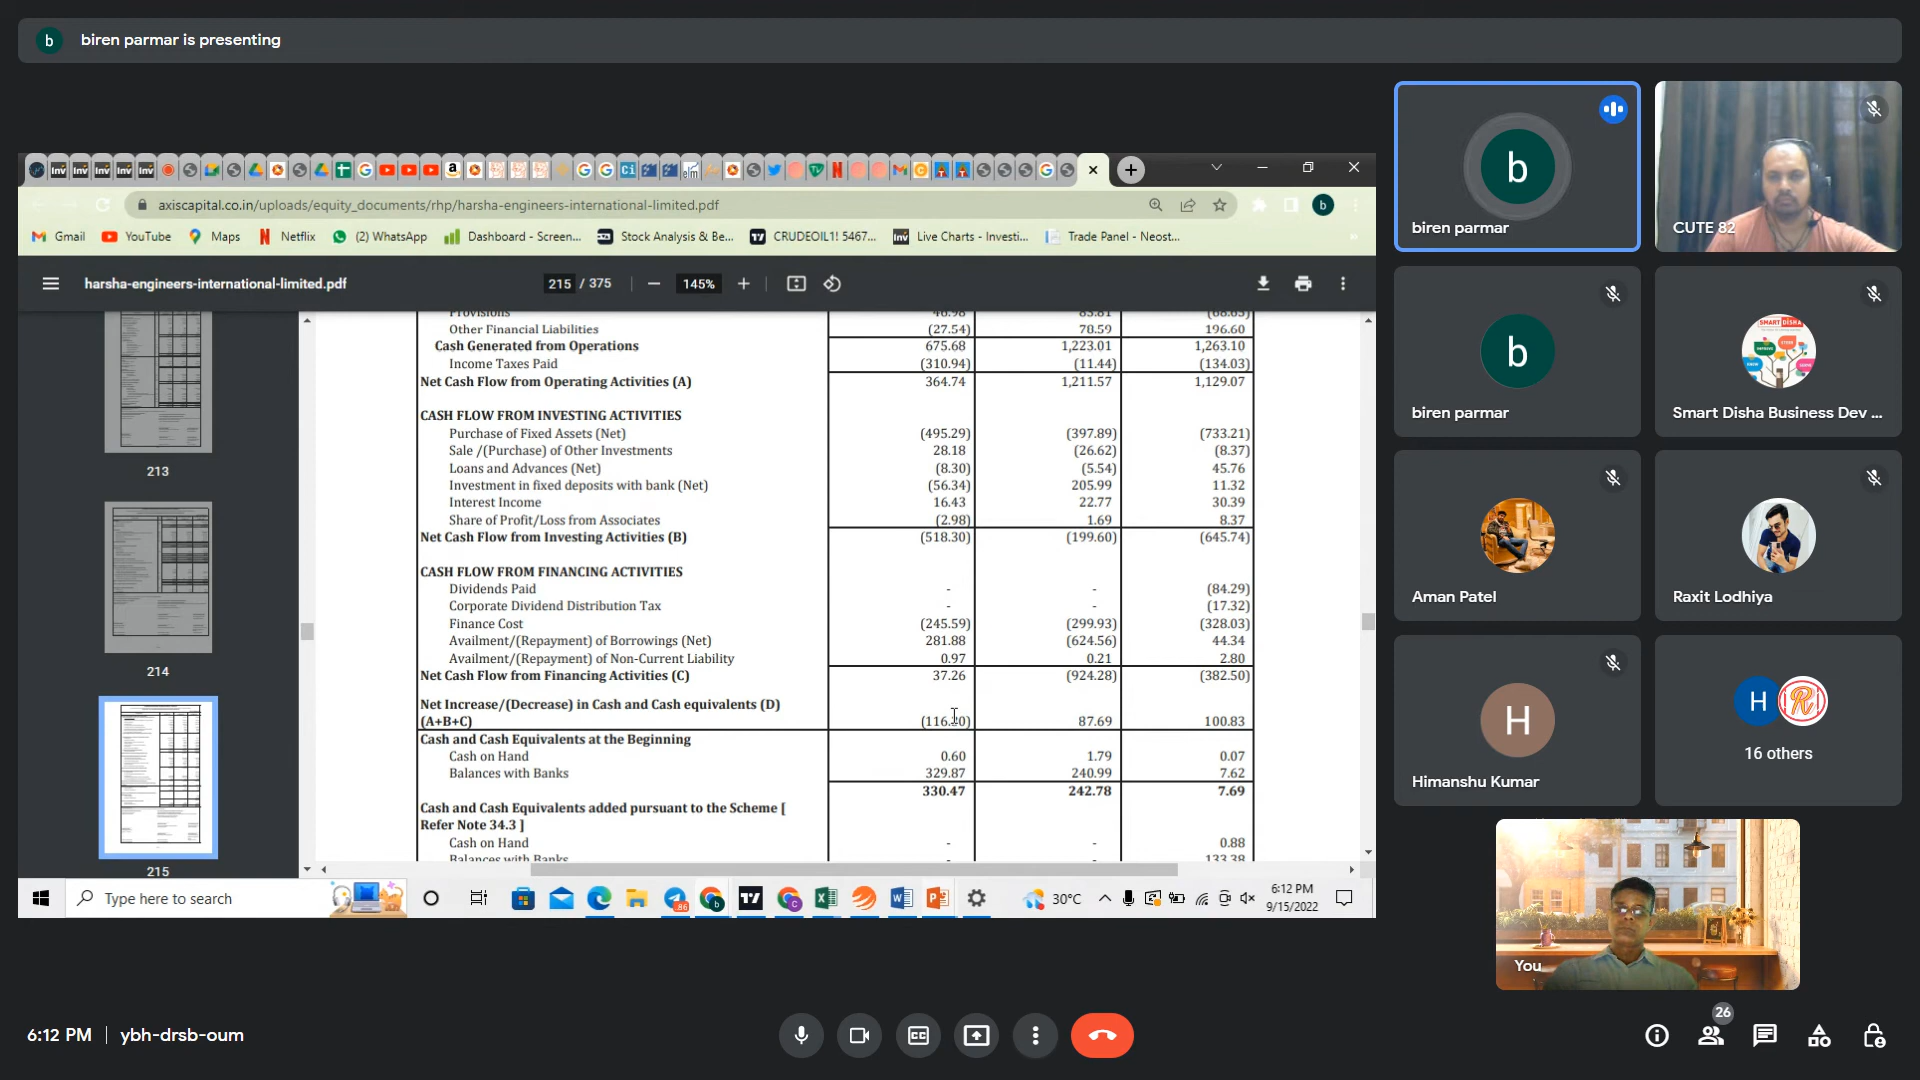 b biren parmar is presenting
axiscapital.co.in/uploads/equity_documents/rhp/harsha-engineers-international-limited.pdf
Gmail YouTube Maps Netflix (2) WhatsApp Dashboard - Screen... Stock Analysis & Be... CRUDEOIL1! 5467... Live Charts - Investi... Trade Panel - Neost...
harsha-engineers-international-limited.pdf 215 / 375 145%
213
214
215
Provisions 46.98 83.81 (68.63)
Other Financial Liabilities (27.54) 78.59 196.60
Cash Generated from Operations 675.68 1,223.01 1,263.10
Income Taxes Paid (310.94) (11.44) (134.03)
Net Cash Flow from Operating Activities (A) 364.74 1,211.57 1,129.07
CASH FLOW FROM INVESTING ACTIVITIES
Purchase of Fixed Assets (Net) (495.29) (397.89) (733.21)
Sale /(Purchase) of Other Investments 28.18 (26.62) (8.37)
Loans and Advances (Net) (8.30) (5.54) 45.76
Investment in fixed deposits with bank (Net) (56.34) 205.99 11.32
Interest Income 16.43 22.77 30.39
Share of Profit/Loss from Associates (2.98) 1.69 8.37
Net Cash Flow from Investing Activities (B) (518.30) (199.60) (645.74)
CASH FLOW FROM FINANCING ACTIVITIES
Dividends Paid - - (84.29)
Corporate Dividend Distribution Tax - - (17.32)
Finance Cost (245.59) (299.93) (328.03)
Availment/(Repayment) of Borrowings (Net) 281.88 (624.56) 44.34
Availment/(Repayment) of Non-Current Liability 0.97 0.21 2.80
Net Cash Flow from Financing Activities (C) 37.26 (924.28) (382.50)
Net Increase/(Decrease) in Cash and Cash equivalents (D)
(A+B+C) 87.69 100.83
Cash and Cash Equivalents at the Beginning
Cash on Hand 0.60 1.79 0.07
Balances with Banks 329.87 240.99 7.62
330.47 242.78 7.69
Cash and Cash Equivalents added pursuant to the Scheme [
Refer Note 34.3 ]
Cash on Hand - - 0.88
Balances with Banks 133.38
Type here to search
30°C
6:12 PM
9/15/2022
b
biren parmar
CUTE 82
b
biren parmar
SMART DISHA
Smart Disha Business Dev ...
Aman Patel
Raxit Lodhiya
H
Himanshu Kumar
H R
16 others
You
6:12 PM | ybh-drsb-oum
26